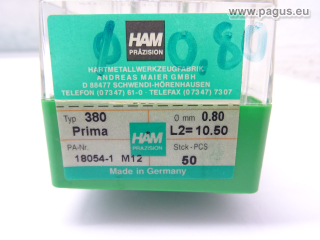 www.pagus.eu
Ø 0.80
HAM
PRÄZISION
HARTMETALLWERKZEUGFABRIK
ANDREAS MAIER GMBH
D 88477 SCHWENDI-HÖRENHAUSEN
TELEFON (07347) 61-0 - TELEFAX (07347) 7307
Typ 380 Ø mm 0.80
Prima HAM L2= 10.50
PRÄZISION
PA-Nr. Stck-PCS
18054-1 M12 50
Made in Germany